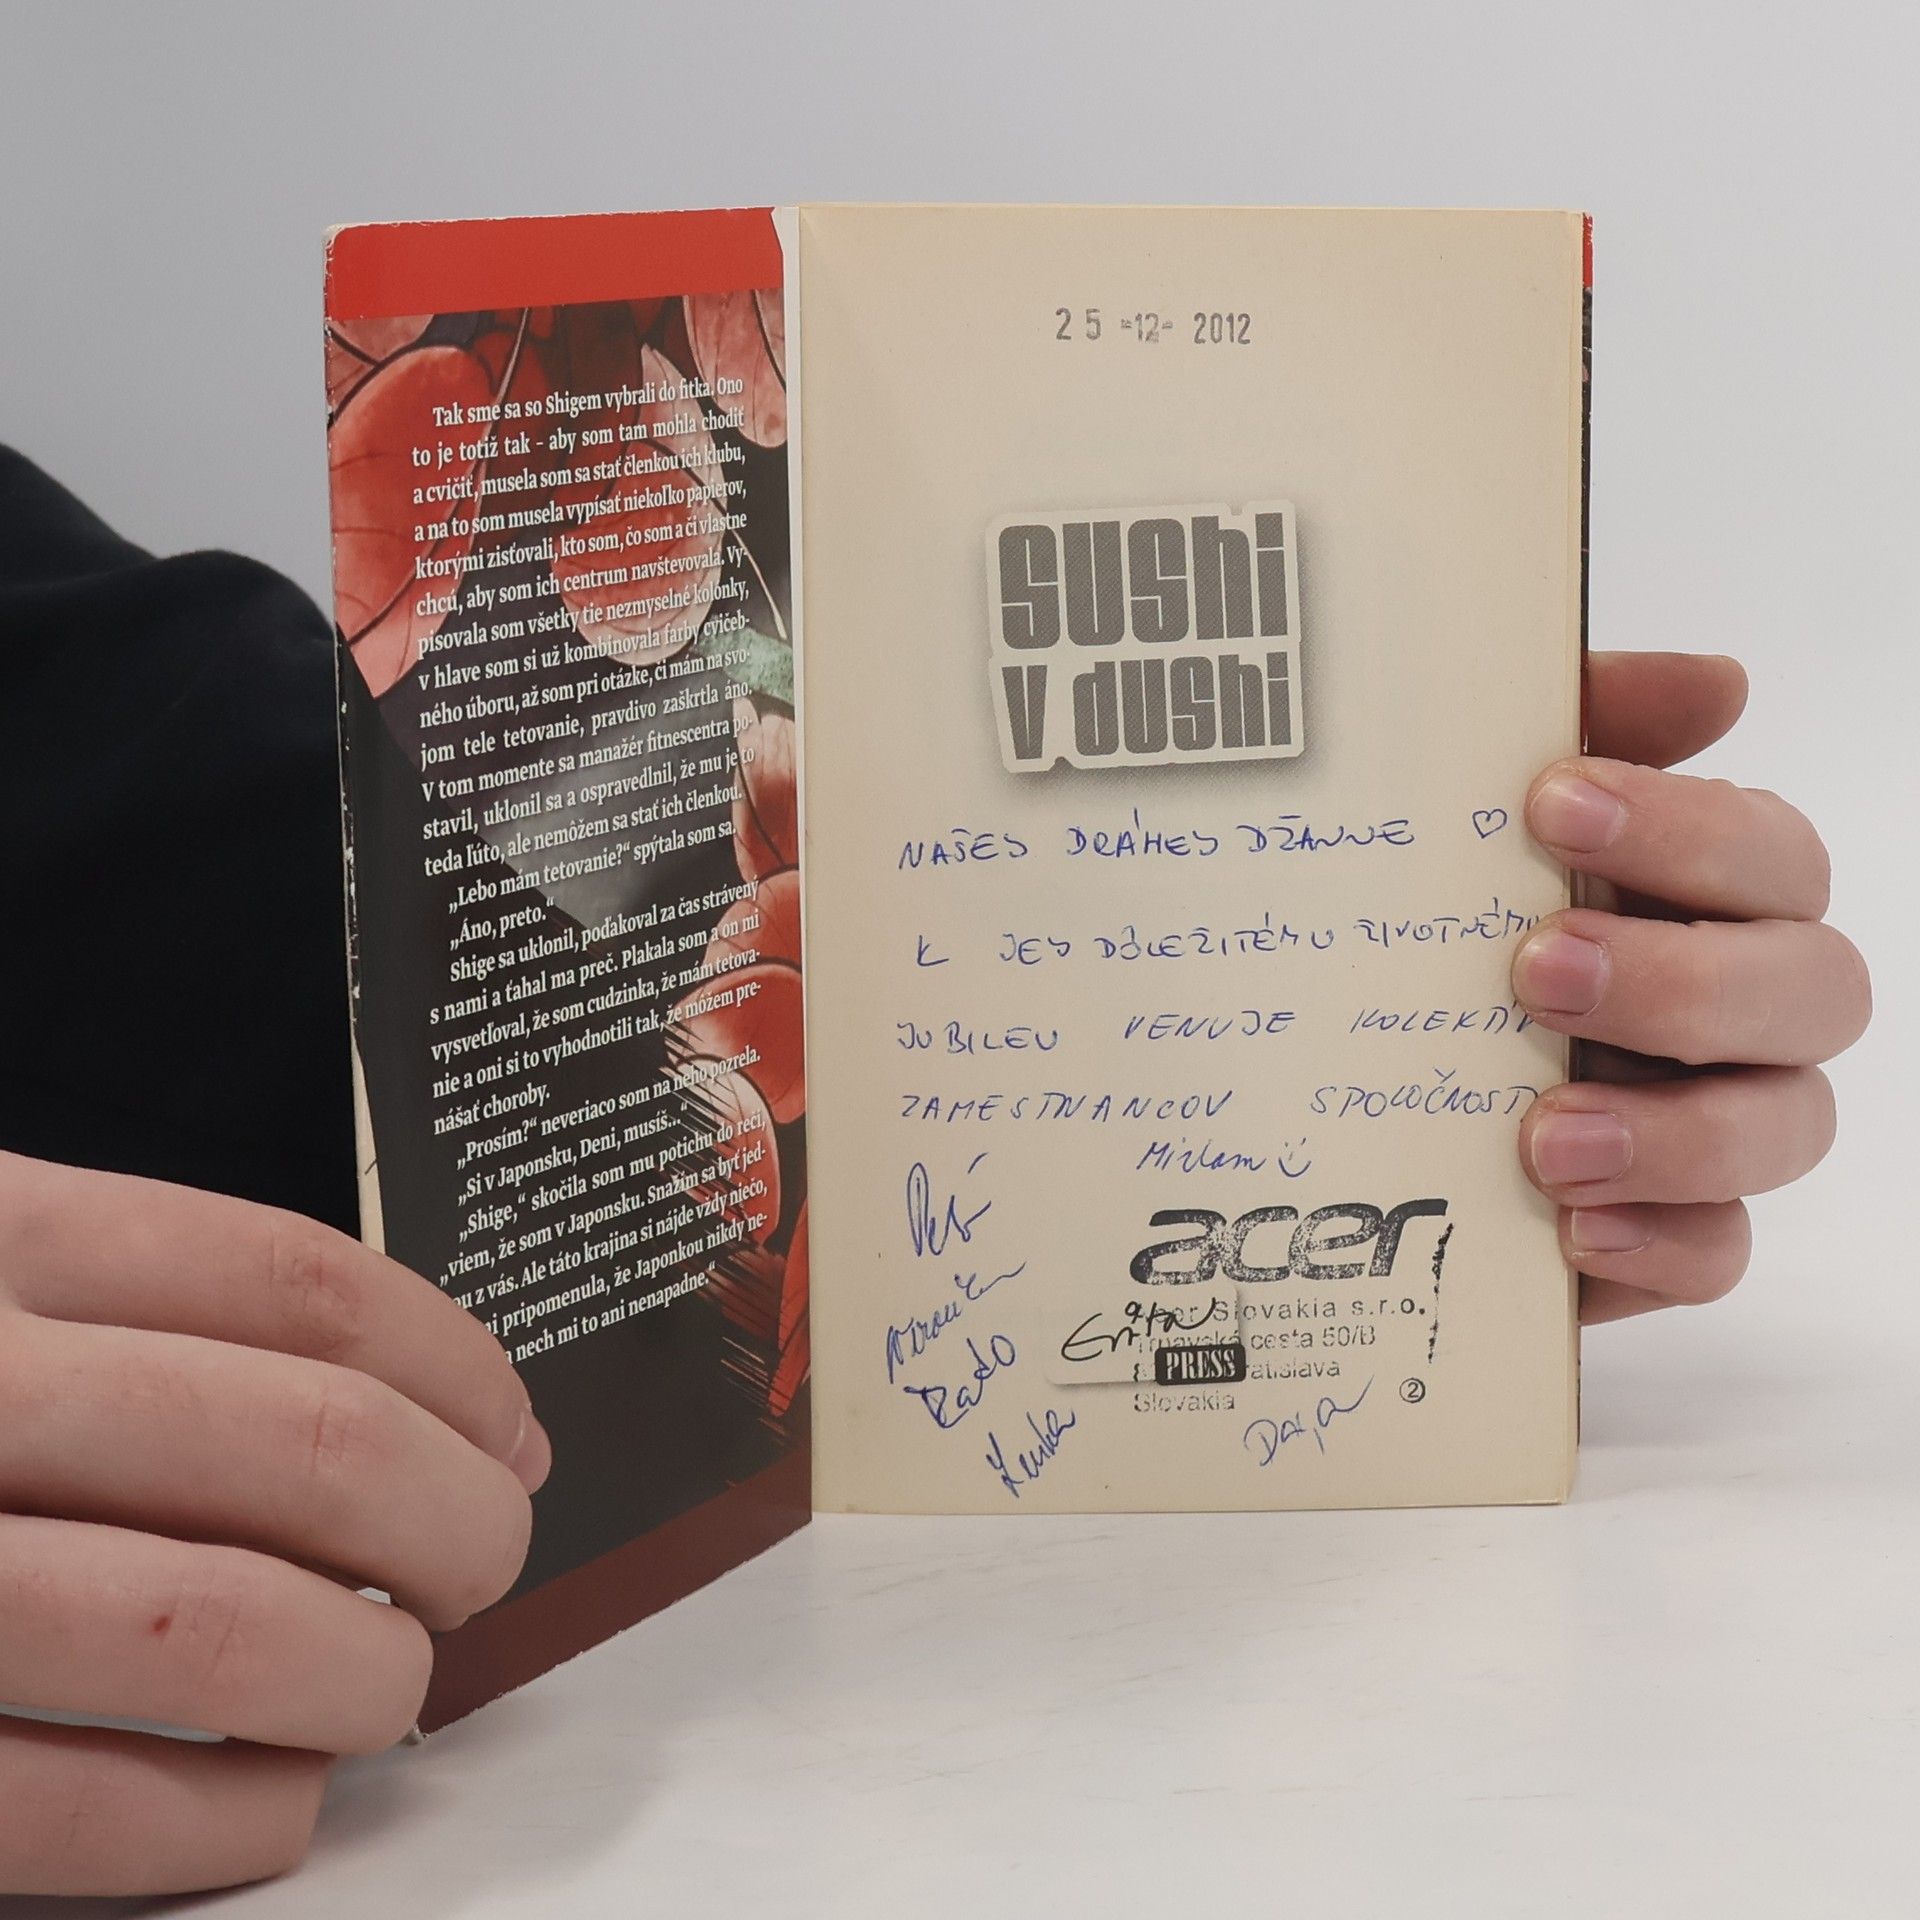 Tak sme sa so Shigem vybrali do fitka. Ono
to je totiž tak - aby som tam mohla chodiť
a cvičiť, musela som sa stať členkou ich klubu,
a na to som musela vypísať niekoľko papierov,
ktorými zisťovali, kto som, čo som a či vlastne
chcú, aby som ich centrum navštevovala. Vy-
pisovala som všetky tie nezmyselné kolónky,
v hlave som si už kombinovala farby cvičeb-
ného úboru, až som pri otázke, či mám na svo-
jom tele tetovanie, pravdivo zaškrtla áno.
V tom momente sa manažér fitnescentra po-
stavil, uklonil sa a ospravedlnil, že mu je to
teda ľúto, ale nemôžem sa stať ich členkou.
„Lebo mám tetovanie?“ spýtala som sa.
„Áno, preto.“
Shige sa uklonil, poďakoval za čas strávený
s nami a ťahal ma preč. Plakala som a on mi
vysvetľoval, že som cudzinka, že mám tetova-
nie a oni si to vyhodnotili tak, že môžem pre-
nášať choroby.
„Prosím?“ neveriaco som na neho pozrela.
„Si v Japonsku, Deni, musíš...“
„Shige,“ skočila som mu potichu do reči,
„viem, že som v Japonsku. Snažím sa byť jed-
ou z vás. Ale táto krajina si nájde vždy niečo,
pripomenula, že Japonkou nikdy ne-
nech mi to ani nenapadne.“
25 -12- 2012
sushi
v dushi
NAŠEJ DRÁHEJ DŽANNE ♡
K JEJ DÔLEŽITÉMU ŽIVOTNÉMU
JUBILEU VENUJE KOLEKTÍV
ZAMESTNANCOV SPOLOČNOSTI
Miriam
acer
Acer Slovakia s.r.o.
Trnavská cesta 50/B
Bratislava
Slovakia
2
PRESS
Rado
Lenka